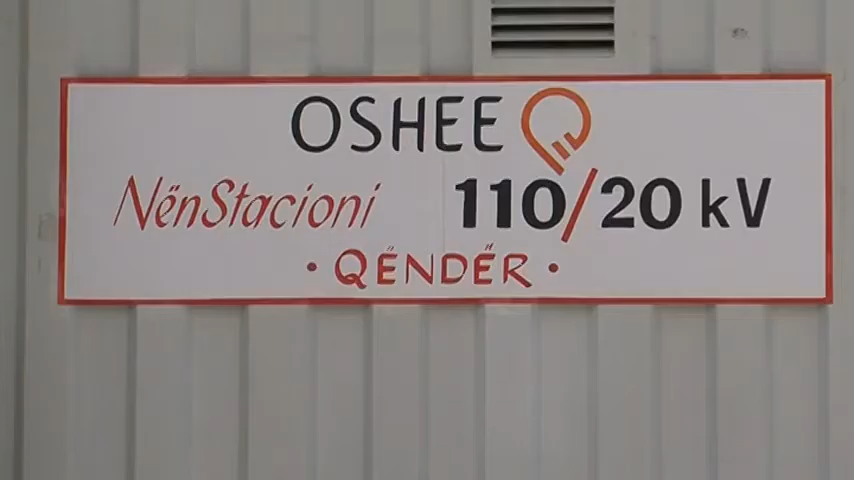 OSHEE
NënStacioni 110/20 kV
• QËNDËR •